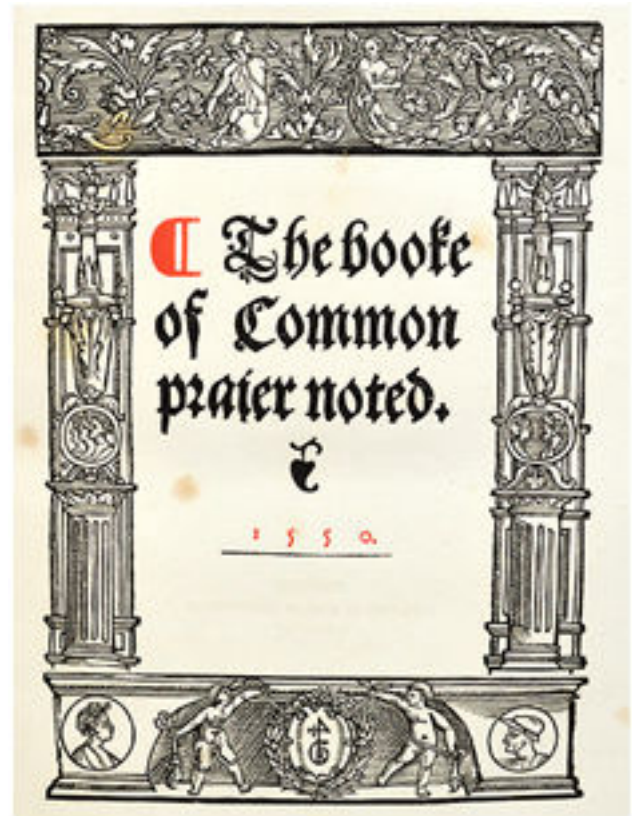 ¶ The booke
of Common
praier noted.
❦
1550.